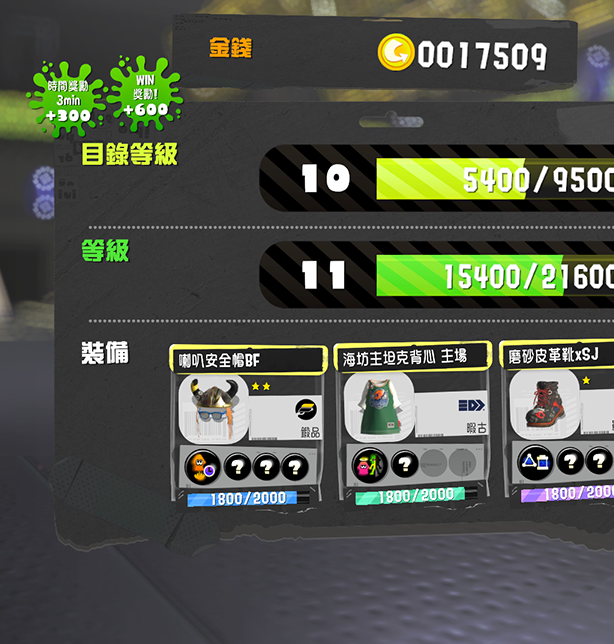 金錢
0017509
時間獎勵
3min
+300
WIN
獎勵!
+600
目錄等級
10
5400/9500
等級
11
15400/21600
裝備
喇叭安全帽BF
鍛品
? ? ?
1800/2000
海坊主坦克背心 主場
暇古
?
1800/2000
磨砂皮革靴xSJ
? ?
1800/2000